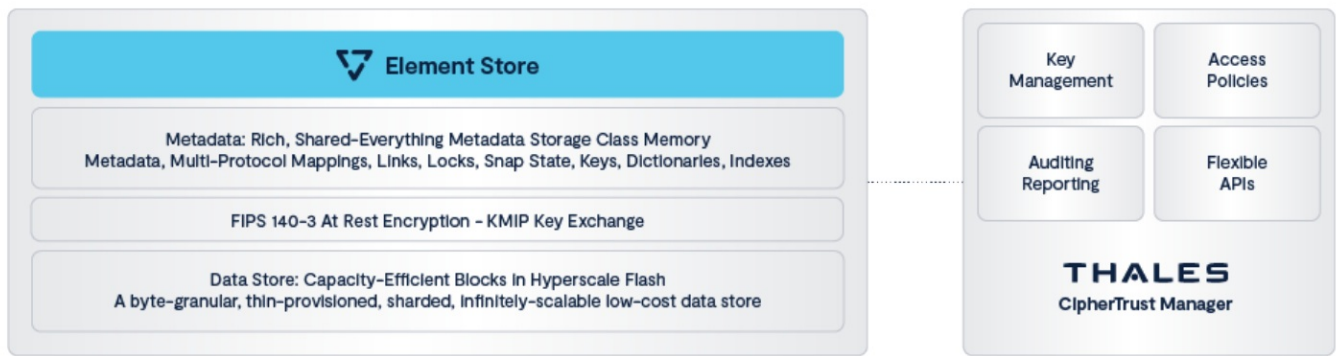 Element Store
Metadata: Rich, Shared-Everything Metadata Storage Class Memory
Metadata, Multi-Protocol Mappings, Links, Locks, Snap State, Keys, Dictionaries, Indexes
FIPS 140-3 At Rest Encryption - KMIP Key Exchange
Data Store: Capacity-Efficient Blocks in Hyperscale Flash
A byte-granular, thin-provisioned, sharded, infinitely-scalable low-cost data store
Key
Management
Access
Policies
Auditing
Reporting
Flexible
APIs
THALES
CipherTrust Manager